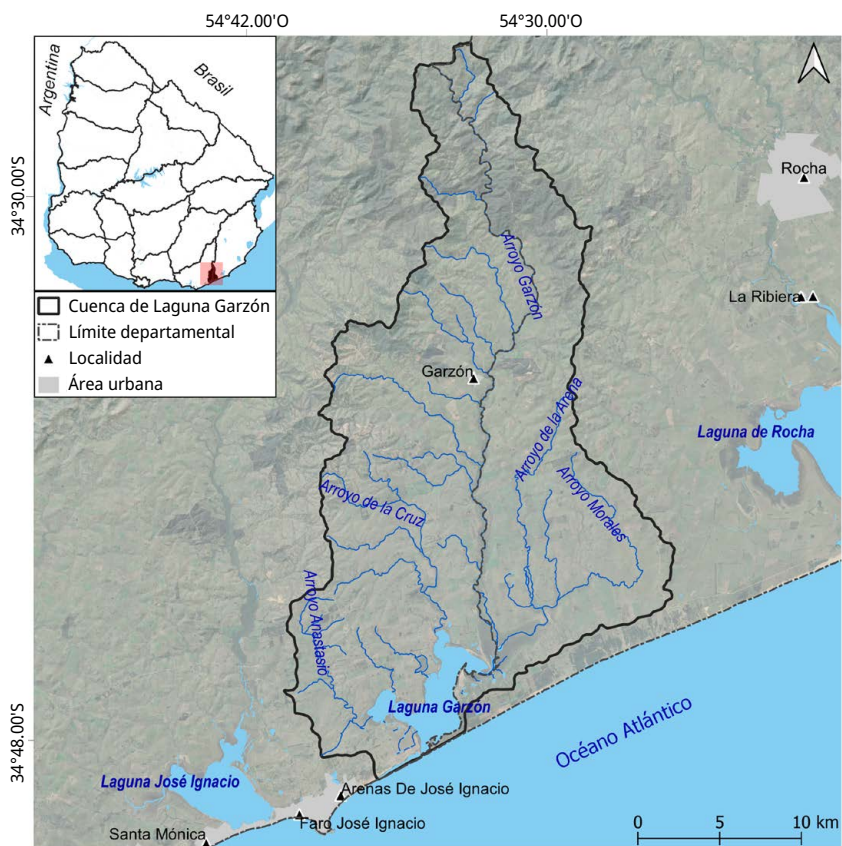 54°42.00'O
54°30.00'O
34°30.00'S
34°48.00'S
Argentina
Brasil
Cuenca de Laguna Garzón
Límite departamental
Localidad
Área urbana
Rocha
La Ribiera
Arroyo Garzón
Garzón
Arroyo de la Arena
Laguna de Rocha
Arroyo de la Cruz
Arroyo Morales
Arroyo Anastasio
Laguna Garzón
Océano Atlántico
Laguna José Ignacio
Arenas De José Ignacio
Faro José Ignacio
Santa Mónica
0 5 10 km